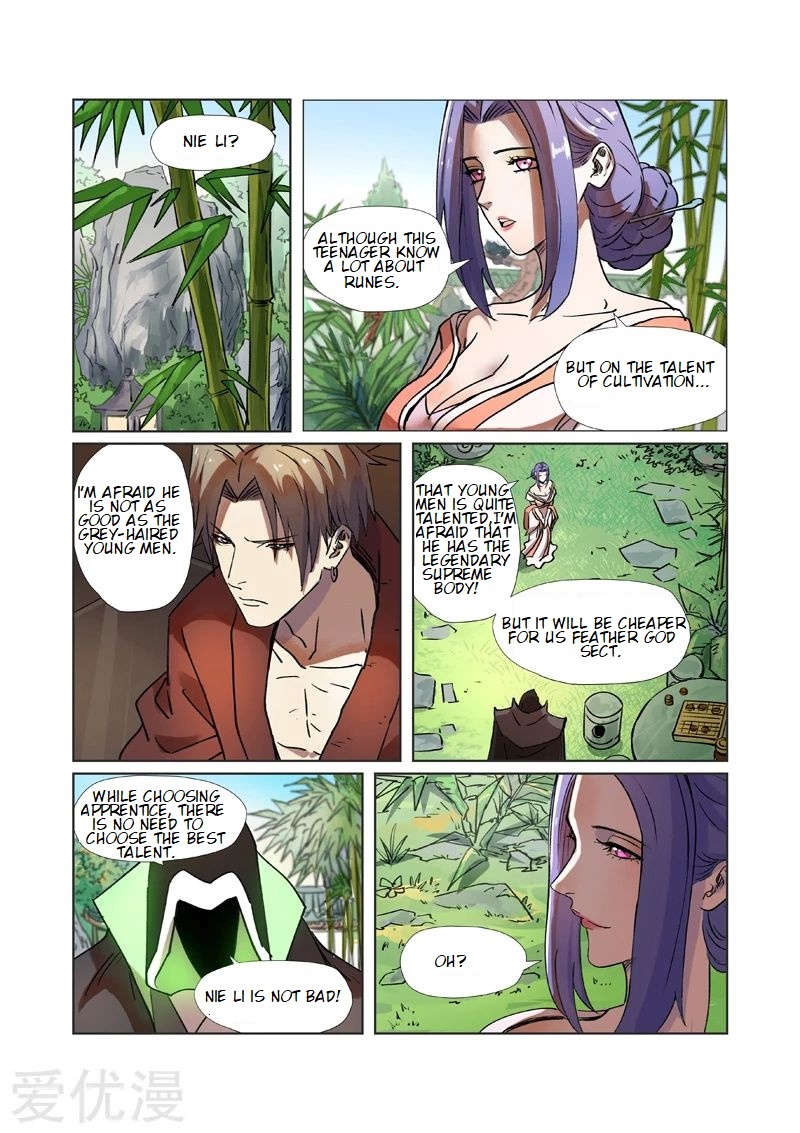 NIE LI?
ALTHOUGH THIS
TEENAGER KNOW
A LOT ABOUT
RUNES.
BUT ON THE TALENT
OF CULTIVATION...
I'M AFRAID HE
IS NOT AS
GOOD AS THE
GREY-HAIRED
YOUNG MEN.
THAT YOUNG
MEN IS QUITE
TALENTED,I'M
AFRAID THAT
HE HAS THE
LEGENDARY
SUPREME
BODY!
BUT IT WILL BE CHEAPER
FOR US FEATHER GOD
SECT.
WHILE CHOOSING
APPRENTICE, THERE
IS NO NEED TO
CHOOSE THE BEST
TALENT.
NIE LI IS NOT BAD!
OH?
爱优漫